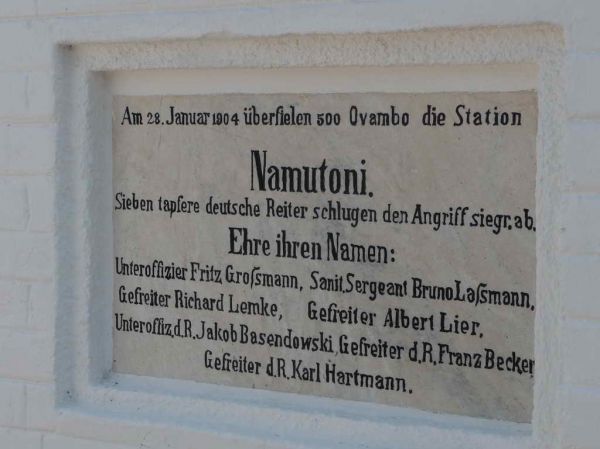 Am 28. Januar 1904 überfielen 500 Ovambo die Station
Namutoni.
Sieben tapfere deutsche Reiter schlugen den Angriff siegr. ab.
Ehre ihren Namen:
Unteroffizier Fritz Groſsmann, Sanit. Sergeant Bruno Laſsmann,
Gefreiter Richard Lemke, Gefreiter Albert Lier,
Unteroffiz. d. R. Jakob Basendowski, Gefreiter d. R. Franz Becker
Gefreiter d. R. Karl Hartmann.